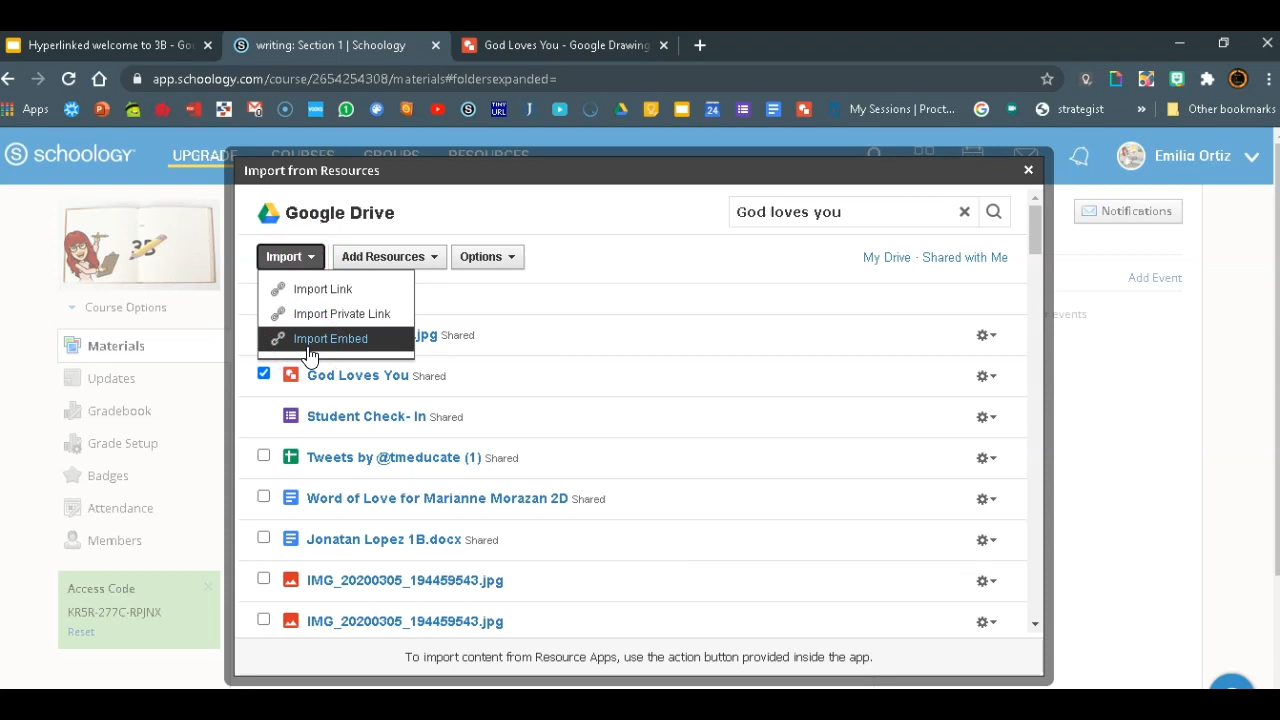 Hyperlinked welcome to 3B - Go
writing: Section 1 | Schoology
God Loves You - Google Drawing
app.schoology.com/course/2654254308/materials#foldersexpanded=
Apps
My Sessions | Proct...
strategist
»
Other bookmarks
schoology
UPGRADE COURSES GROUPS RESOURCES
Emilia Ortiz
Import from Resources
Google Drive
God loves you
Notifications
Import
Add Resources
Options
My Drive · Shared with Me
3B
Add Event
Course Options
Import Link
Import Private Link
events
Import Embed
.jpg Shared
Materials
God Loves You Shared
Updates
Student Check- In Shared
Gradebook
Grade Setup
Tweets by @tmeducate (1) Shared
Badges
Word of Love for Marianne Morazan 2D Shared
Attendance
Members
Jonatan Lopez 1B.docx Shared
IMG_20200305_194459543.jpg
Access Code
KR5R-277C-RPJNX
Reset
IMG_20200305_194459543.jpg
To import content from Resource Apps, use the action button provided inside the app.